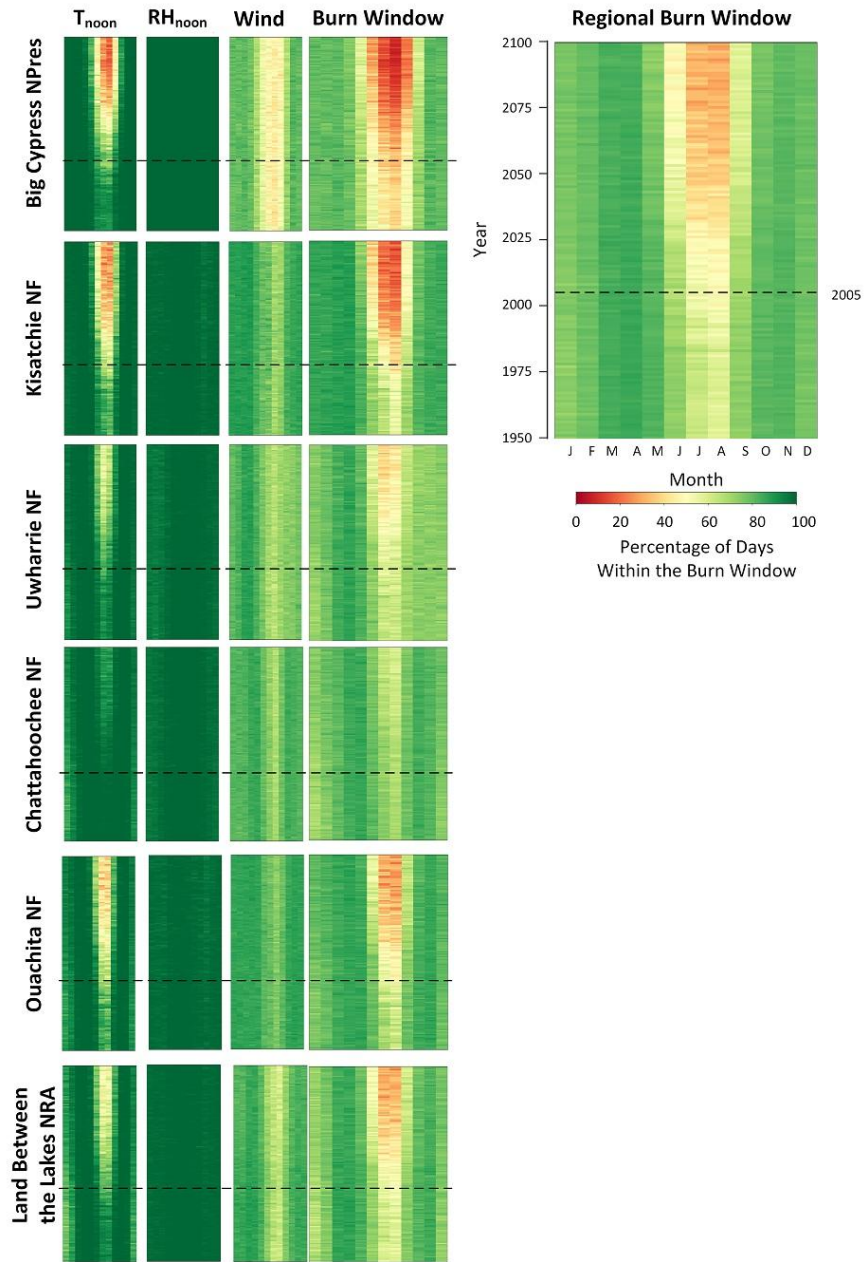 T_noon RH_noon Wind Burn Window
Big Cypress NPres
Kisatchie NF
Uwharrie NF
Chattahoochee NF
Ouachita NF
Land Between
the Lakes NRA
Regional Burn Window
Year
2100
2075
2050
2025
2000
1975
1950
2005
J F M A M J J A S O N D
Month
0 20 40 60 80 100
Percentage of Days
Within the Burn Window